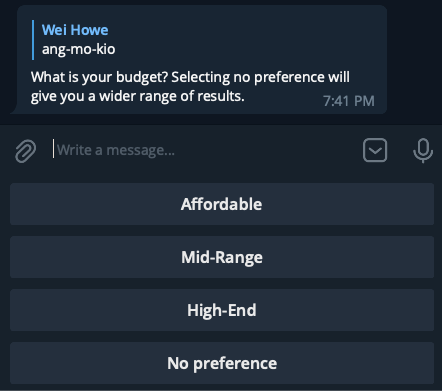 Wei Howe
ang-mo-kio
What is your budget? Selecting no preference will
give you a wider range of results.
7:41 PM
Write a message...
Affordable
Mid-Range
High-End
No preference